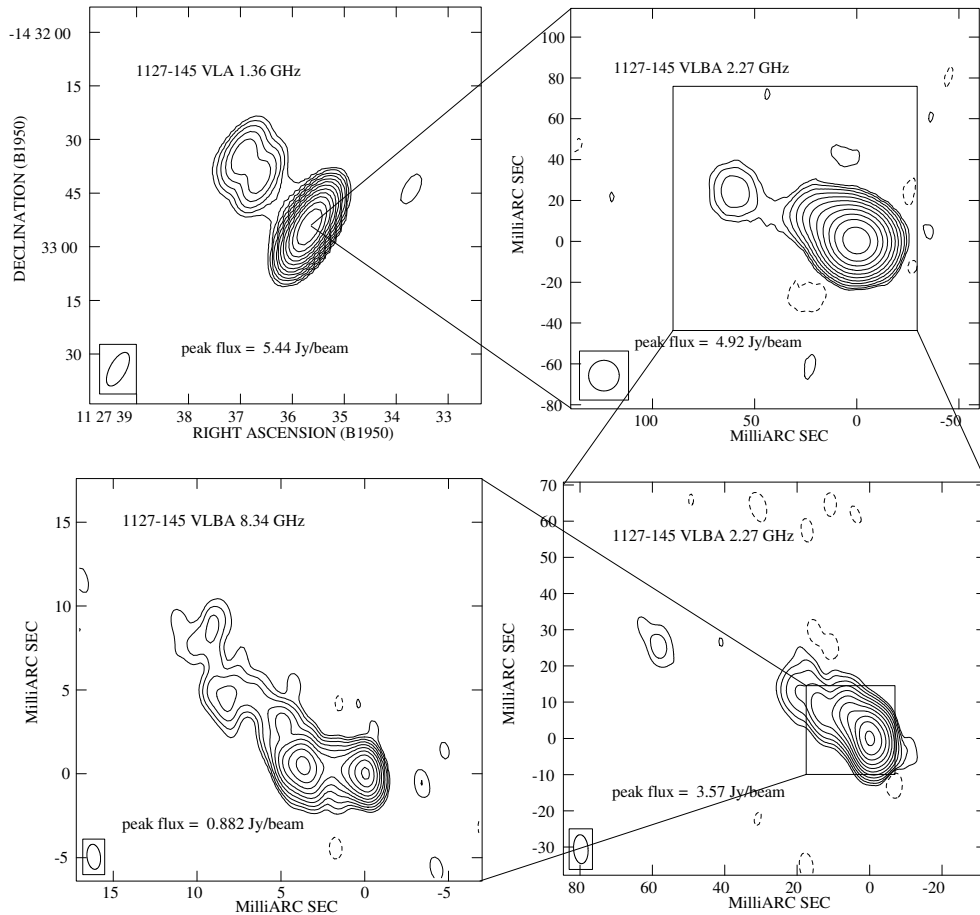 -14 32 00
1127-145 VLA 1.36 GHz
15
30
45
33 00
15
30
DECLINATION (B1950)
peak flux = 5.44 Jy/beam
11 27 39 38 37 36 35 34 33
RIGHT ASCENSION (B1950)
100
1127-145 VLBA 2.27 GHz
80
60
40
20
0
-20
-40
-60
-80
MilliARC SEC
peak flux = 4.92 Jy/beam
100 50 0 -50
MilliARC SEC
1127-145 VLBA 8.34 GHz
15
10
5
0
-5
MilliARC SEC
peak flux = 0.882 Jy/beam
15 10 5 0 -5
MilliARC SEC
70
1127-145 VLBA 2.27 GHz
60
50
40
30
20
10
0
-10
-20
-30
MilliARC SEC
peak flux = 3.57 Jy/beam
80 60 40 20 0 -20
MilliARC SEC